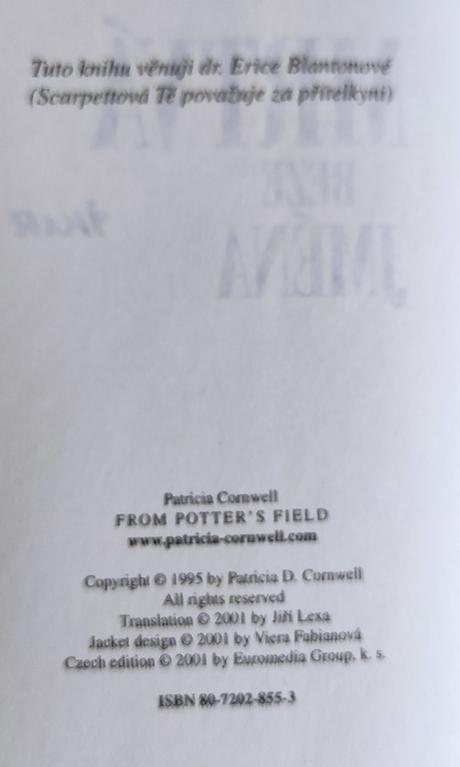 Tuto knihu věnuji dr. Erice Blantonové
(Scarpettová Tě považuje za přítelkyni)
BEZE
JMÉNA
Patricia Cornwell
FROM POTTER'S FIELD
www.patricia-cornwell.com
Copyright © 1995 by Patricia D. Cornwell
All rights reserved
Translation © 2001 by Jiří Lexa
Jacket design © 2001 by Viera Fabianová
Czech edition © 2001 by Euromedia Group, k. s.
ISBN 80-7202-855-3